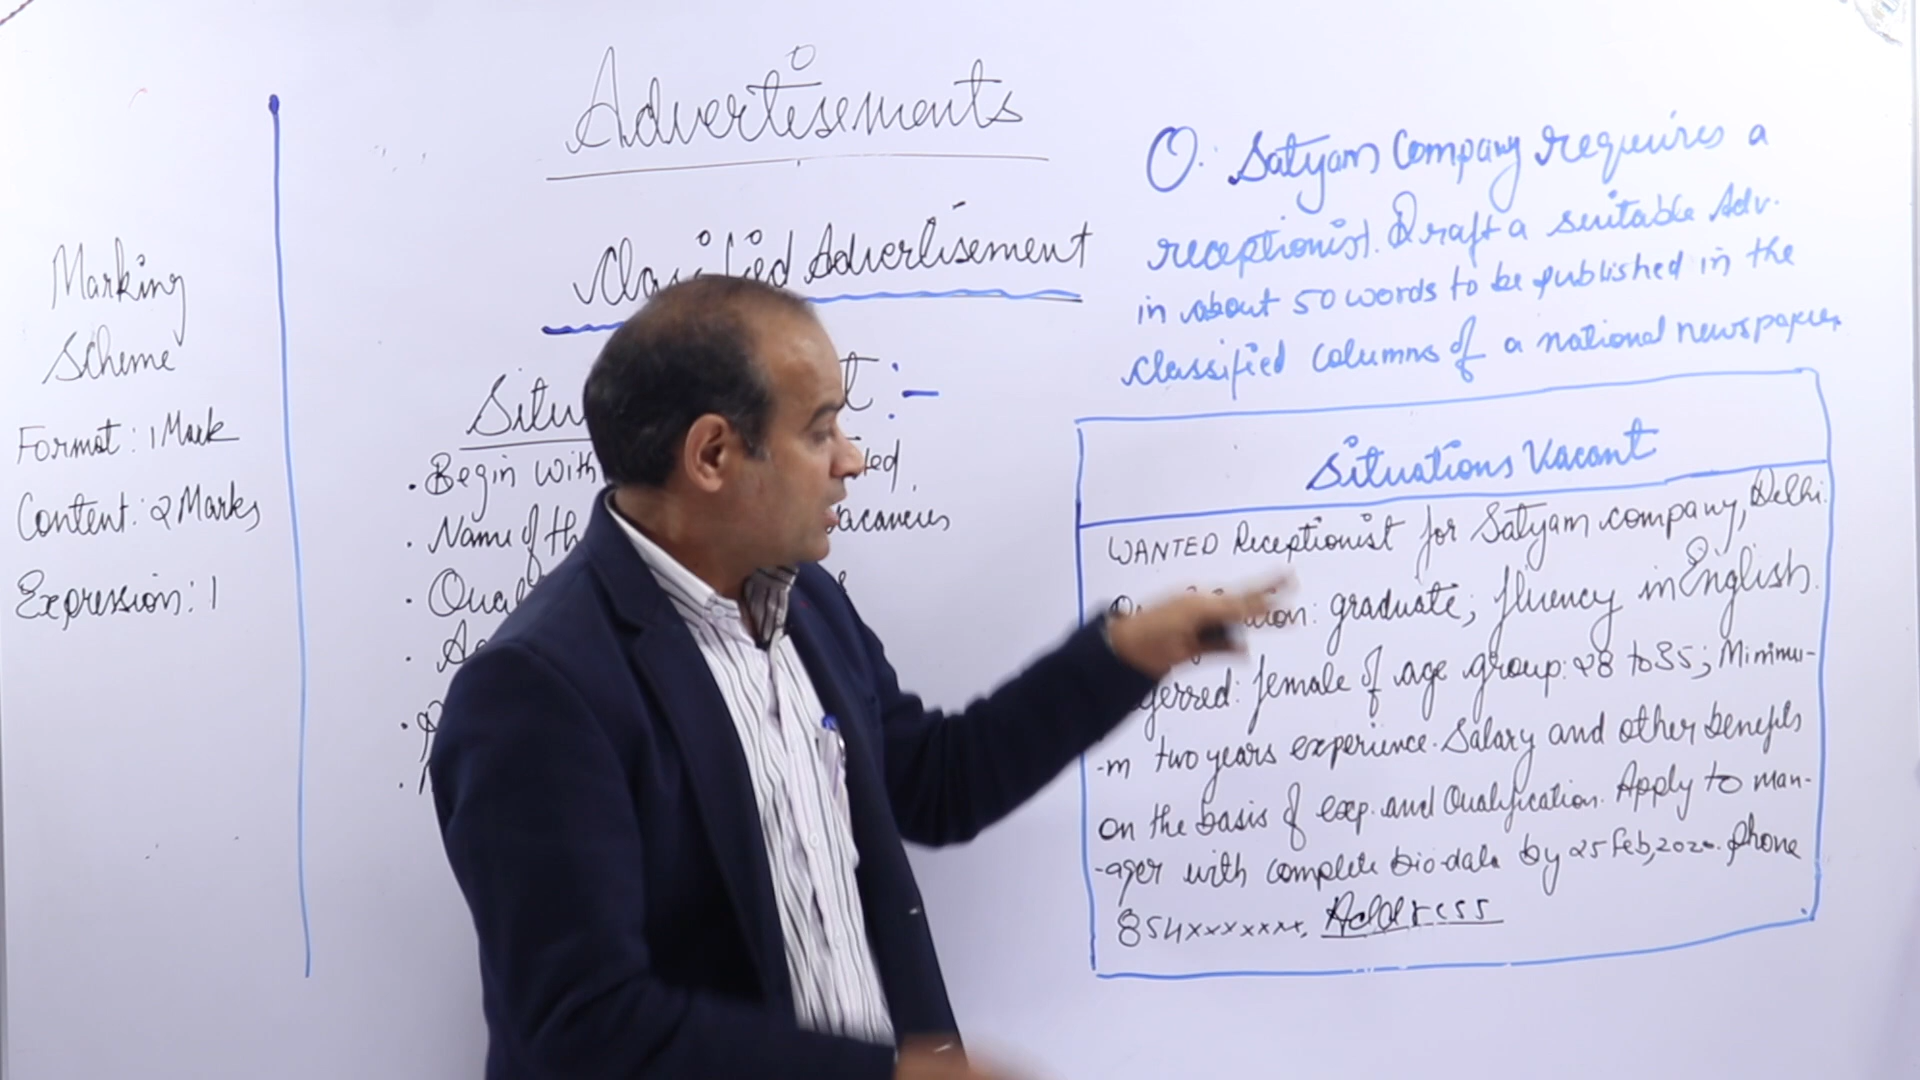 Advertisements
Classified Advertisement
Marking
Scheme
Format: 1 Mark
Content: 2 Marks
Expression: 1
:-
Begin with
Name of
vacancies
Q. Satyam Company requires a
receptionist. Draft a suitable Adv.
in about 50 words to be published in the
classified columns of a national newspaper
Situations Vacant
WANTED Receptionist for Satyam company, Delhi.
graduate; fluency in English.
female of age group: 28 to 35; Minimu-
-m two years experience. Salary and other benefits
on the basis of exp. and Qualification. Apply to Man-
-ager with complete bio-data by 25 Feb, 2020. Phone
854xxxxxxx, Address